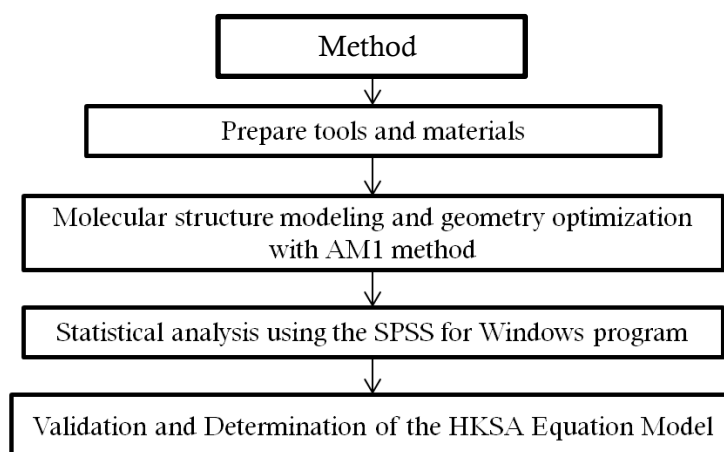 Method
Prepare tools and materials
Molecular structure modeling and geometry optimization
with AM1 method
Statistical analysis using the SPSS for Windows program
Validation and Determination of the HKSA Equation Model